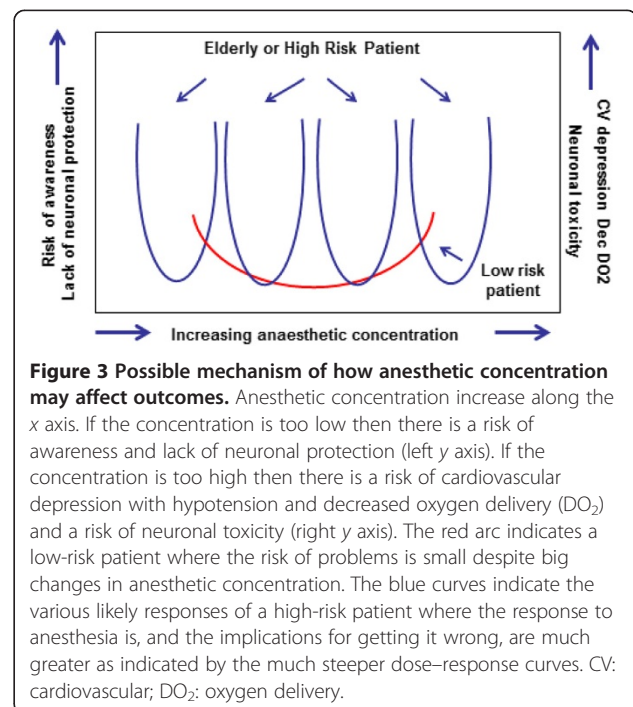 Elderly or High Risk Patient
Risk of awareness
Lack of neuronal protection
CV depression Dec DO2
Neuronal toxicity
Low risk
patient
Increasing anaesthetic concentration
Figure 3 Possible mechanism of how anesthetic concentration
may affect outcomes. Anesthetic concentration increase along the
x axis. If the concentration is too low then there is a risk of
awareness and lack of neuronal protection (left y axis). If the
concentration is too high then there is a risk of cardiovascular
depression with hypotension and decreased oxygen delivery (DO₂)
and a risk of neuronal toxicity (right y axis). The red arc indicates a
low-risk patient where the risk of problems is small despite big
changes in anesthetic concentration. The blue curves indicate the
various likely responses of a high-risk patient where the response to
anesthesia is, and the implications for getting it wrong, are much
greater as indicated by the much steeper dose–response curves. CV:
cardiovascular; DO₂: oxygen delivery.